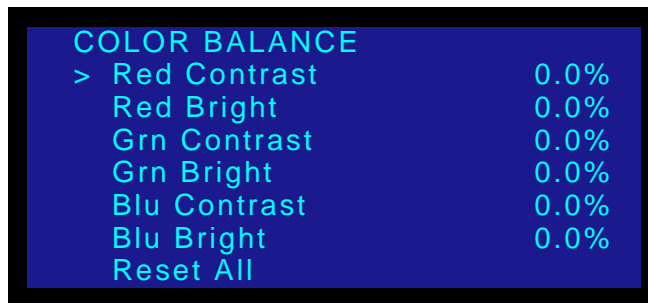 COLOR BALANCE
> Red Contrast 0.0%
Red Bright 0.0%
Grn Contrast 0.0%
Grn Bright 0.0%
Blu Contrast 0.0%
Blu Bright 0.0%
Reset All